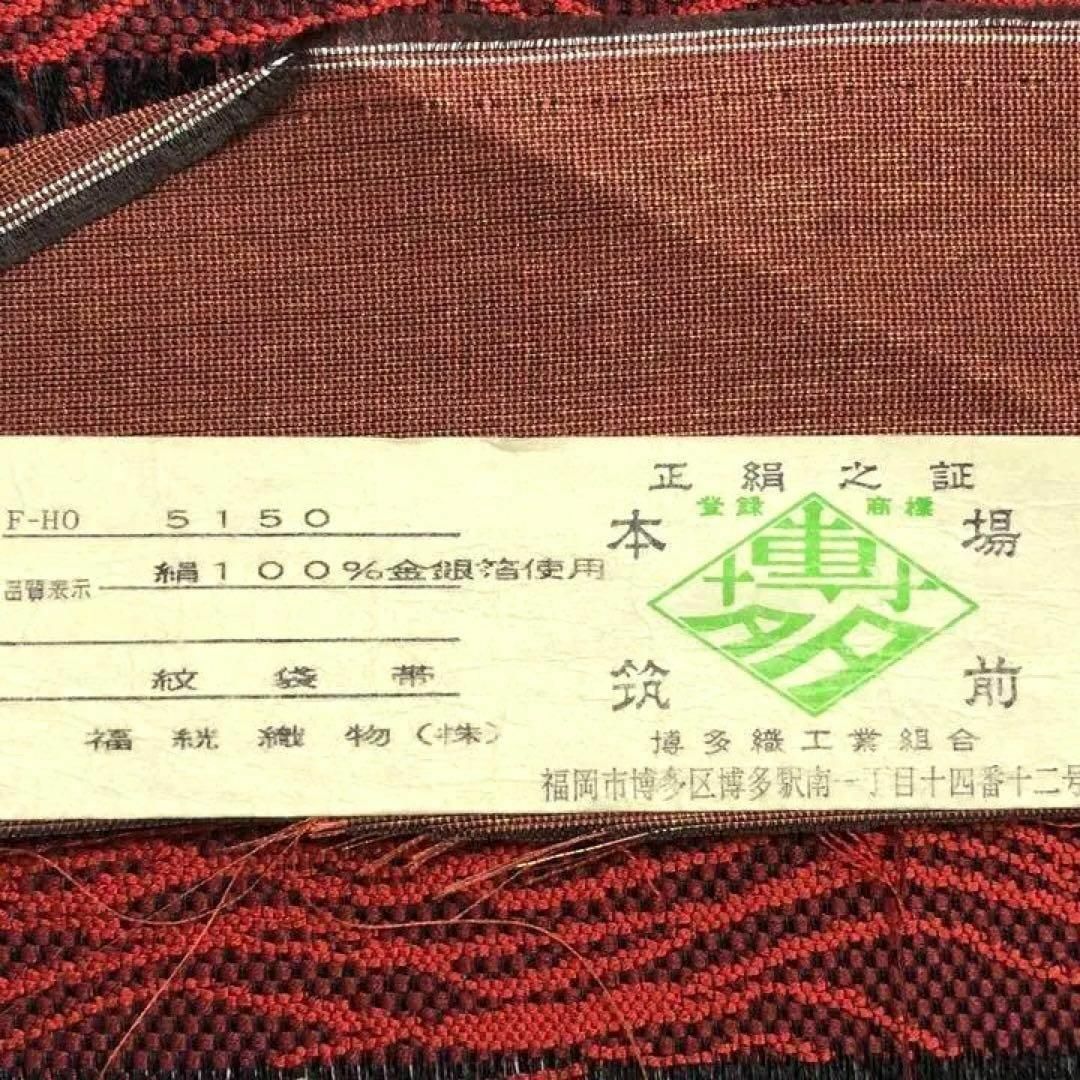 F-HO 5150
品質表示 絹100%金銀箔使用
紋袋帯
福絖織物(株)
正絹之証
登録 商標
本場
博多
筑前
博多織工業組合
福岡市博多区博多駅南一丁目十四番十二号